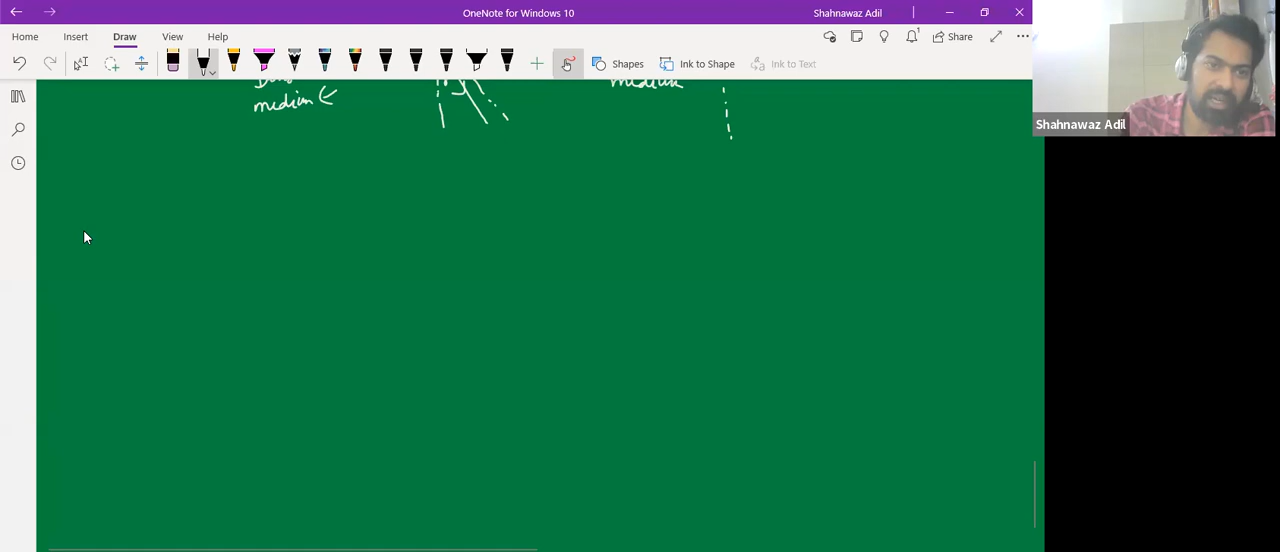 OneNote for Windows 10
Shahnawaz Adil
Home Insert Draw View Help
Share
Shapes
Ink to Shape
Ink to Text
medium
medium
Shahnawaz Adil